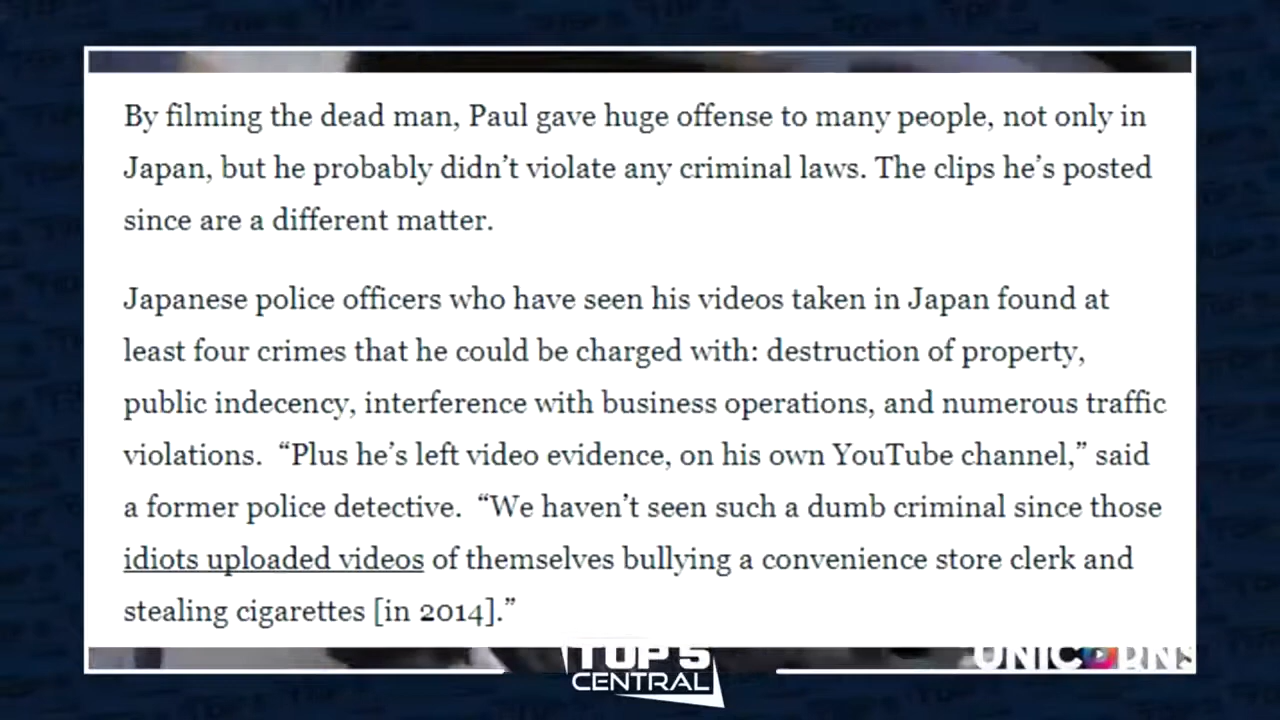 By filming the dead man, Paul gave huge offense to many people, not only in
Japan, but he probably didn’t violate any criminal laws. The clips he’s posted
since are a different matter.
Japanese police officers who have seen his videos taken in Japan found at
least four crimes that he could be charged with: destruction of property,
public indecency, interference with business operations, and numerous traffic
violations.  “Plus he’s left video evidence, on his own YouTube channel,” said
a former police detective.  “We haven’t seen such a dumb criminal since those
idiots uploaded videos of themselves bullying a convenience store clerk and
stealing cigarettes [in 2014].”
TOP 5
CENTRAL